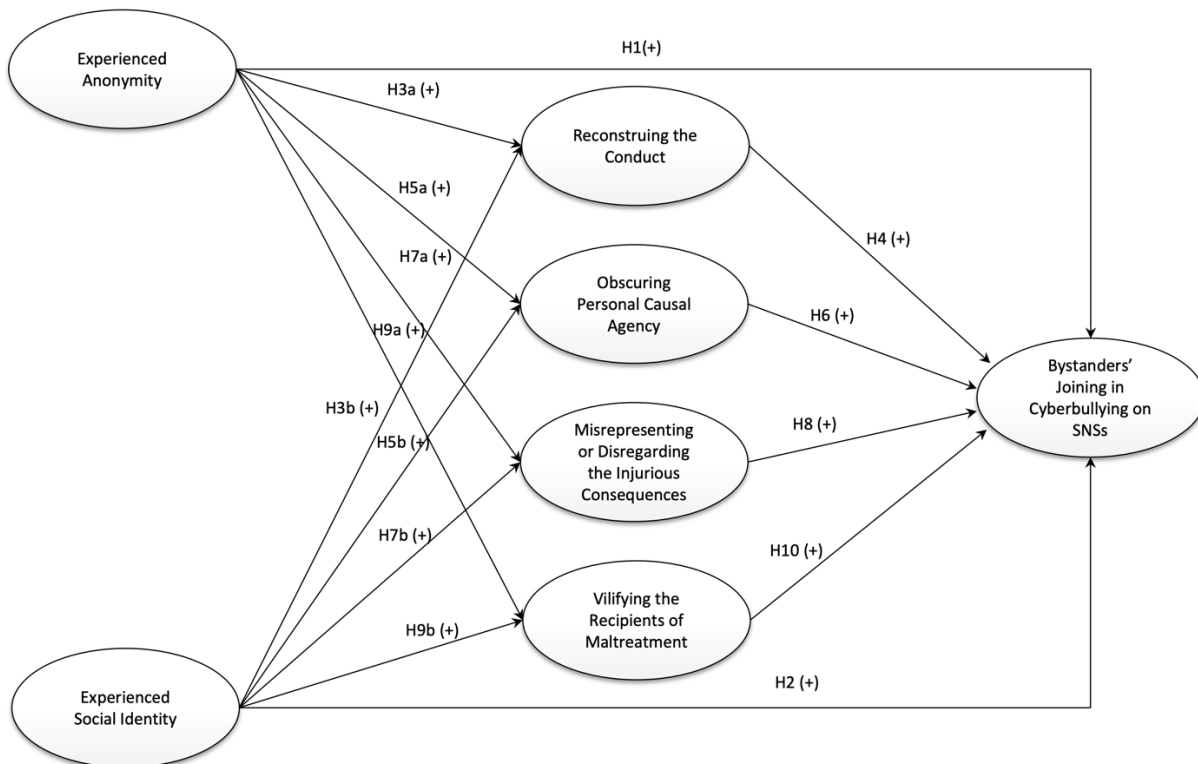 H1(+)
Experienced
Anonymity
H3a (+)
Reconstruing the
Conduct
H5a (+)
H4 (+)
H7a (+)
Obscuring
Personal Causal
Agency
H6 (+)
H9a (+)
Bystanders’
Joining in
Cyberbullying on
SNSs
H3b (+)
H5b (+)
Misrepresenting
or Disregarding
the Injurious
Consequences
H8 (+)
H7b (+)
H10 (+)
Vilifying the
Recipients of
Maltreatment
H9b (+)
H2 (+)
Experienced
Social Identity